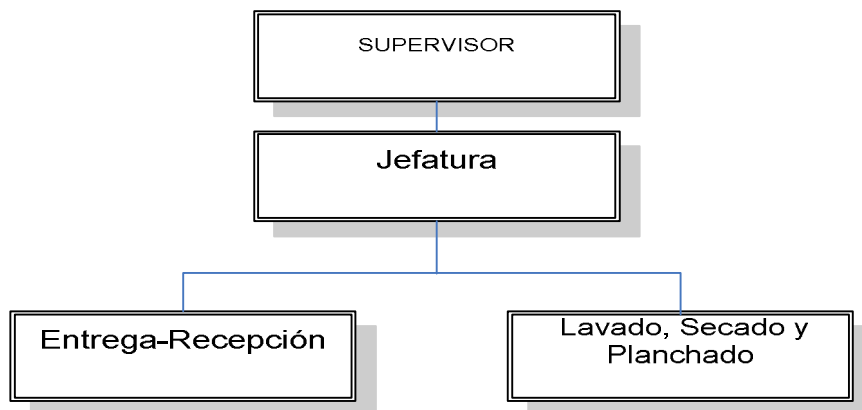 SUPERVISOR
Jefatura
Entrega-Recepción
Lavado, Secado y
Planchado